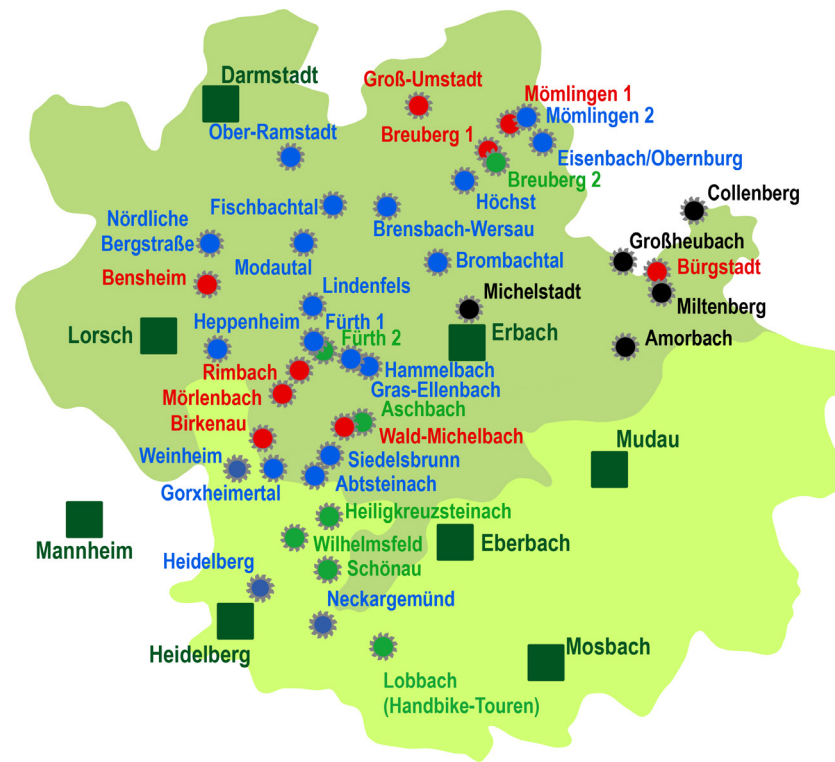 Darmstadt
Groß-Umstadt
Mömlingen 1
Mömlingen 2
Ober-Ramstadt
Breuberg 1
Eisenbach/Obernburg
Breuberg 2
Höchst
Collenberg
Fischbachtal
Nördliche
Bergstraße
Brensbach-Wersau
Großheubach
Modautal
Brombachtal
Bürgstadt
Bensheim
Lindenfels
Michelstadt
Miltenberg
Heppenheim
Fürth 1
Lorsch
Fürth 2
Erbach
Amorbach
Rimbach
Hammelbach
Gras-Ellenbach
Mörlenbach
Aschbach
Birkenau
Wald-Michelbach
Mudau
Weinheim
Siedelsbrunn
Abtsteinach
Gorxheimertal
Heiligkreuzsteinach
Mannheim
Wilhelmsfeld
Eberbach
Heidelberg
Schönau
Neckargemünd
Heidelberg
Mosbach
Lobbach
(Handbike-Touren)